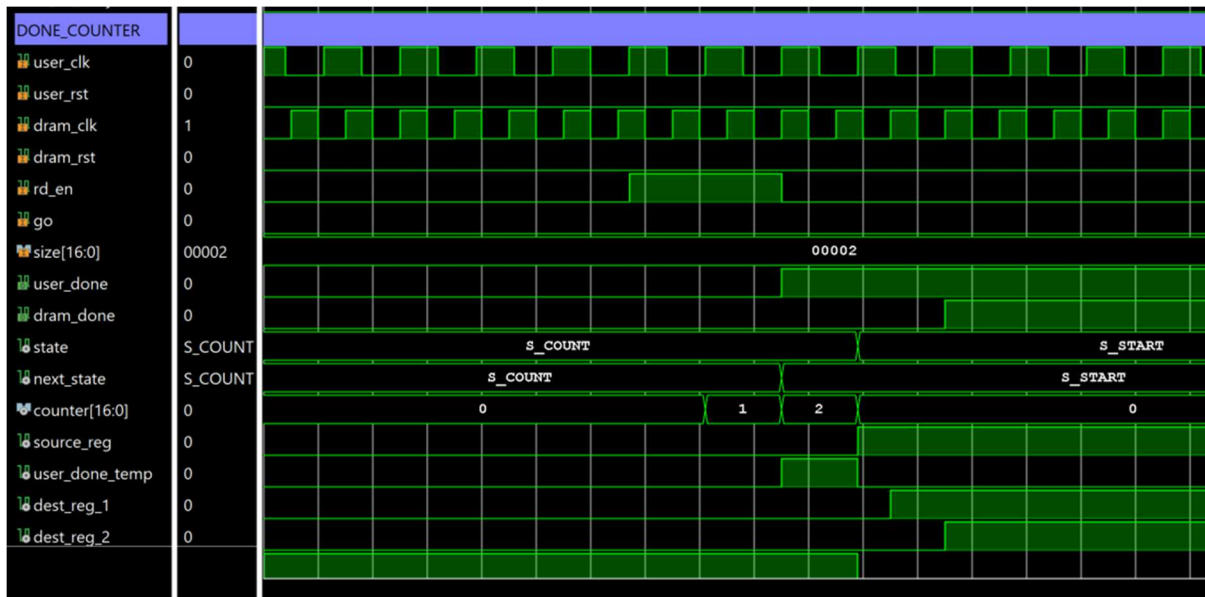 DONE_COUNTER
user_clk 0
user_rst 0
dram_clk 1
dram_rst 0
rd_en 0
go 0
size[16:0] 00002 00002
user_done 0
dram_done 0
state S_COUNT S_COUNT S_START
next_state S_COUNT S_COUNT S_START
counter[16:0] 0 0 1 2 0
source_reg 0
user_done_temp 0
dest_reg_1 0
dest_reg_2 0